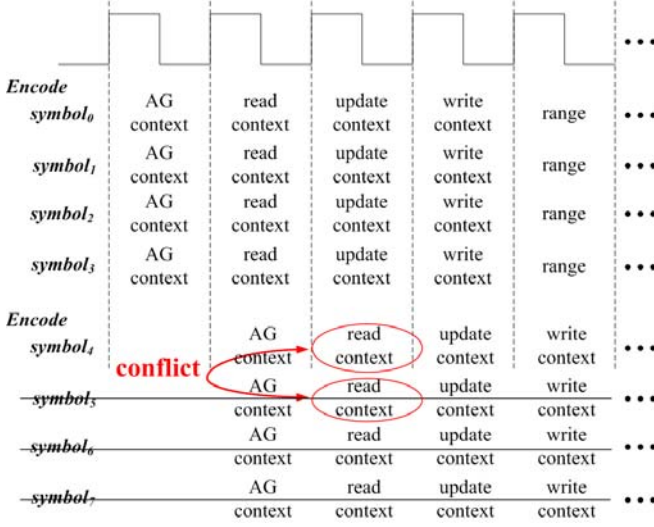 Encode
symbol₀ AG context read context update context write context range
symbol₁ AG context read context update context write context range
symbol₂ AG context read context update context write context range
symbol₃ AG context read context update context write context range
Encode
symbol₄ AG context read context update context write context
conflict
symbol₅ AG context read context update context write context
symbol₆ AG context read context update context write context
symbol₇ AG context read context update context write context